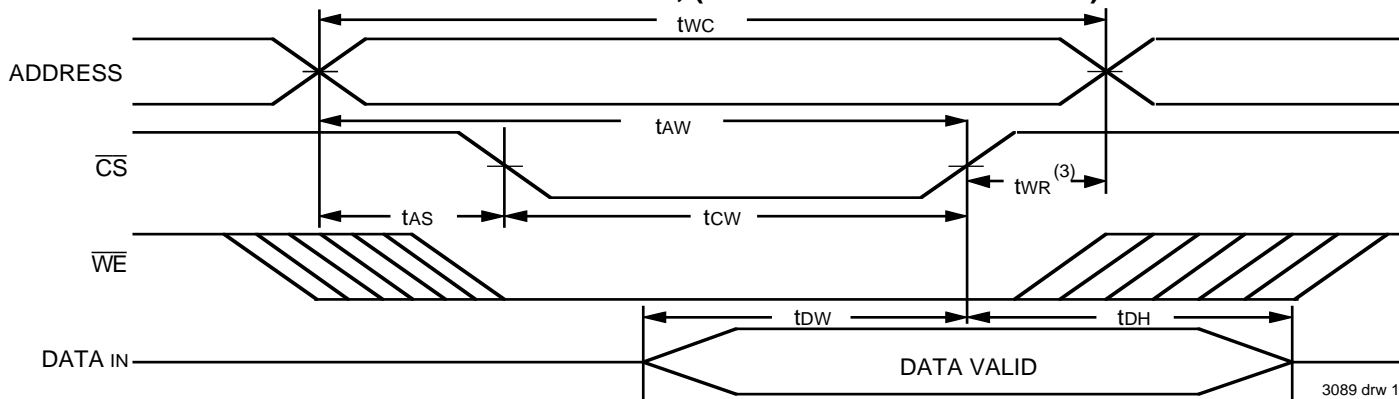 tWC
ADDRESS
tAW
CS
tWR (3)
tAS
tCW
WE
tDW
tDH
DATA IN
DATA VALID
3089 drw 1